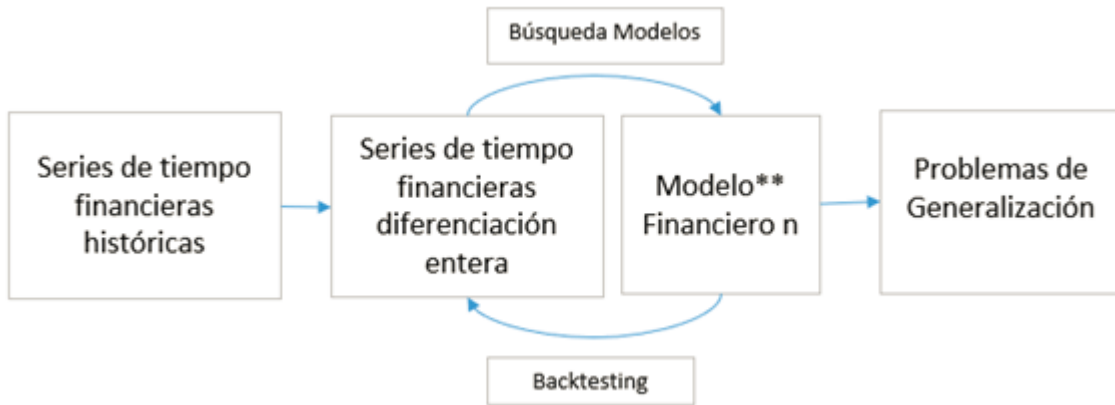 Búsqueda Modelos
Series de tiempo
financieras
históricas
Series de tiempo
financieras
diferenciación
entera
Modelo**
Financiero n
Problemas de
Generalización
Backtesting